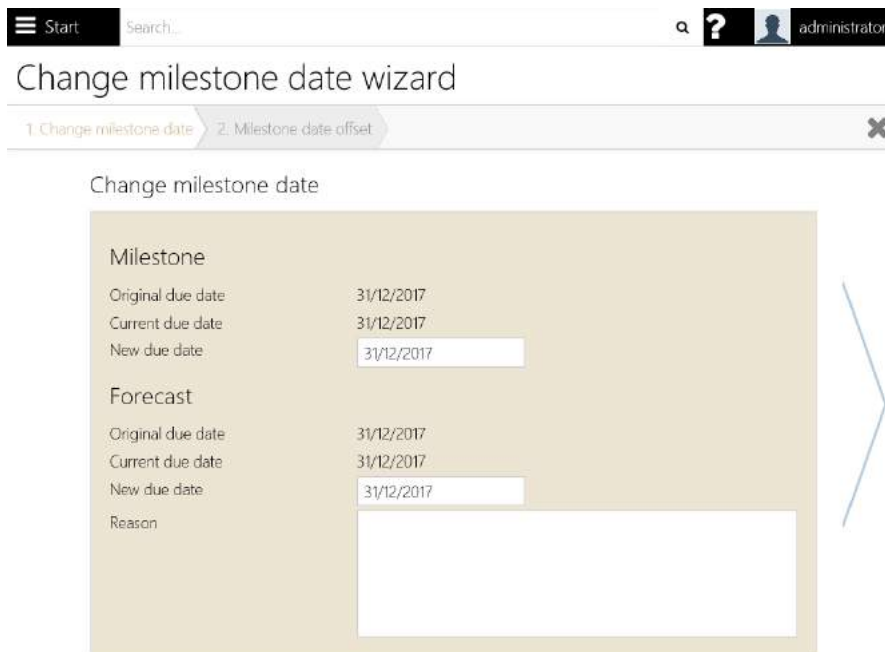 Start Search... ? administrator
Change milestone date wizard
1. Change milestone date 2. Milestone date offset
Change milestone date
Milestone
Original due date 31/12/2017
Current due date 31/12/2017
New due date 31/12/2017
Forecast
Original due date 31/12/2017
Current due date 31/12/2017
New due date 31/12/2017
Reason